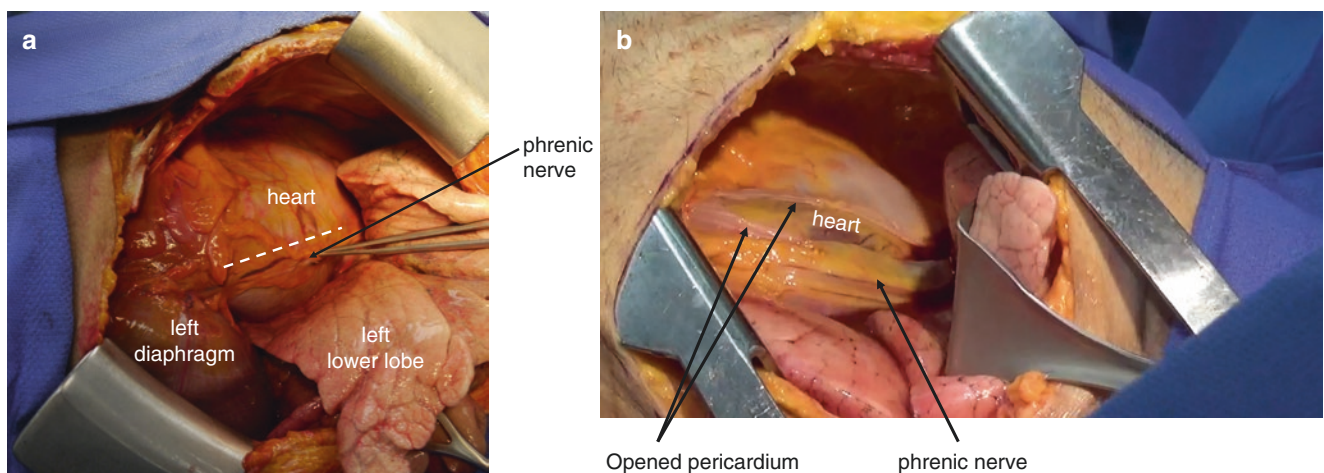 a
phrenic
nerve
heart
left
diaphragm
left
lower lobe
b
heart
Opened pericardium
phrenic nerve